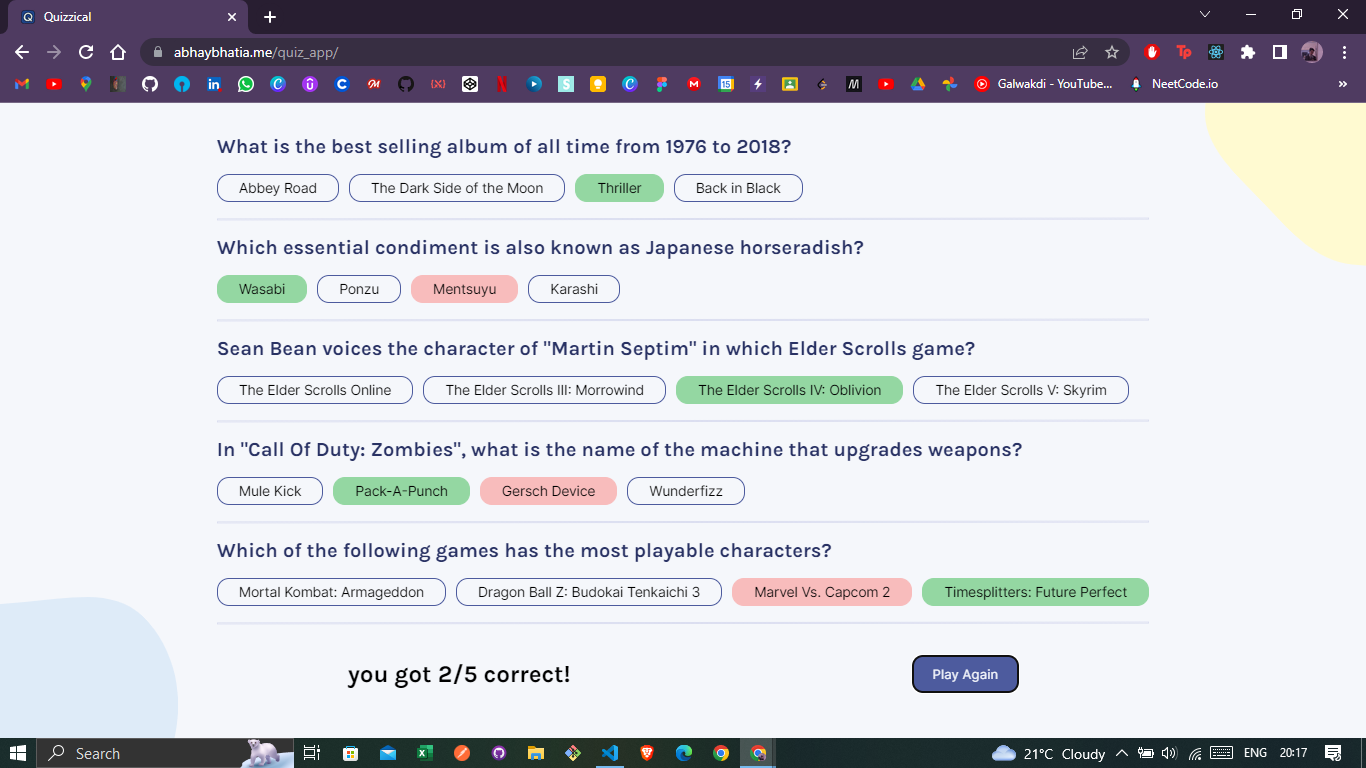 Quizzical
abhaybhatia.me/quiz_app/
Galwakdi - YouTube... NeetCode.io
What is the best selling album of all time from 1976 to 2018?
Abbey Road The Dark Side of the Moon Thriller Back in Black
Which essential condiment is also known as Japanese horseradish?
Wasabi Ponzu Mentsuyu Karashi
Sean Bean voices the character of "Martin Septim" in which Elder Scrolls game?
The Elder Scrolls Online The Elder Scrolls III: Morrowind The Elder Scrolls IV: Oblivion The Elder Scrolls V: Skyrim
In "Call Of Duty: Zombies", what is the name of the machine that upgrades weapons?
Mule Kick Pack-A-Punch Gersch Device Wunderfizz
Which of the following games has the most playable characters?
Mortal Kombat: Armageddon Dragon Ball Z: Budokai Tenkaichi 3 Marvel Vs. Capcom 2 Timesplitters: Future Perfect
you got 2/5 correct! Play Again
Search 21°C Cloudy ENG 20:17